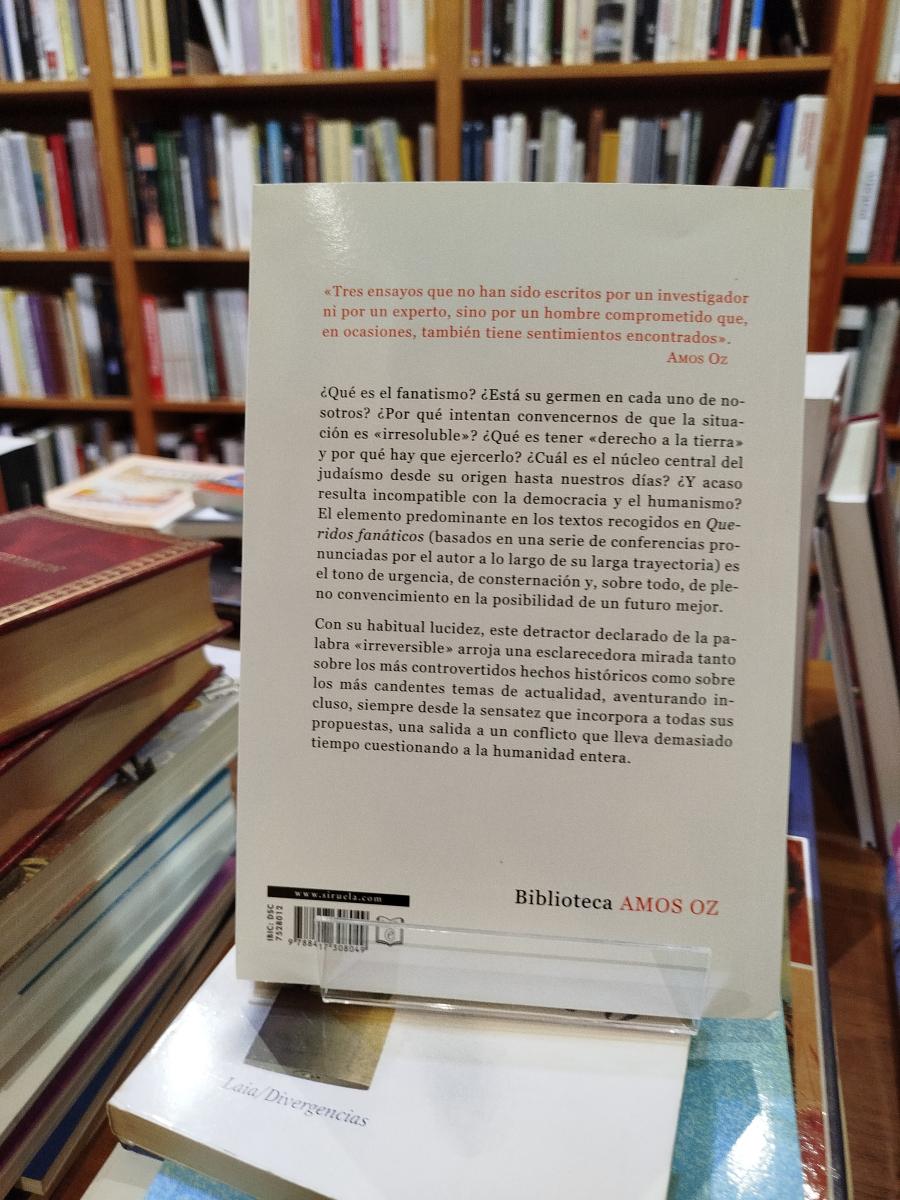 «Tres ensayos que no han sido escritos por un investigador
ni por un experto, sino por un hombre comprometido que,
en ocasiones, también tiene sentimientos encontrados».
Amos Oz
¿Qué es el fanatismo? ¿Está su germen en cada uno de no-
sotros? ¿Por qué intentan convencernos de que la situa-
ción es «irresoluble»? ¿Qué es tener «derecho a la tierra»
y por qué hay que ejercerlo? ¿Cuál es el núcleo central del
judaísmo desde su origen hasta nuestros días? ¿Y acaso
resulta incompatible con la democracia y el humanismo?
El elemento predominante en los textos recogidos en Que-
ridos fanáticos (basados en una serie de conferencias pro-
nunciadas por el autor a lo largo de su larga trayectoria) es
el tono de urgencia, de consternación y, sobre todo, de ple-
no convencimiento en la posibilidad de un futuro mejor.
Con su habitual lucidez, este detractor declarado de la pa-
labra «irreversible» arroja una esclarecedora mirada tanto
sobre los más controvertidos hechos históricos como sobre
los más candentes temas de actualidad, aventurando in-
cluso, siempre desde la sensatez que incorpora a todas sus
propuestas, una salida a un conflicto que lleva demasiado
tiempo cuestionando a la humanidad entera.
www.siruela.com
IBIC: DSC
7528012
9 788417 308049
Biblioteca AMOS OZ
Laia/Divergencias